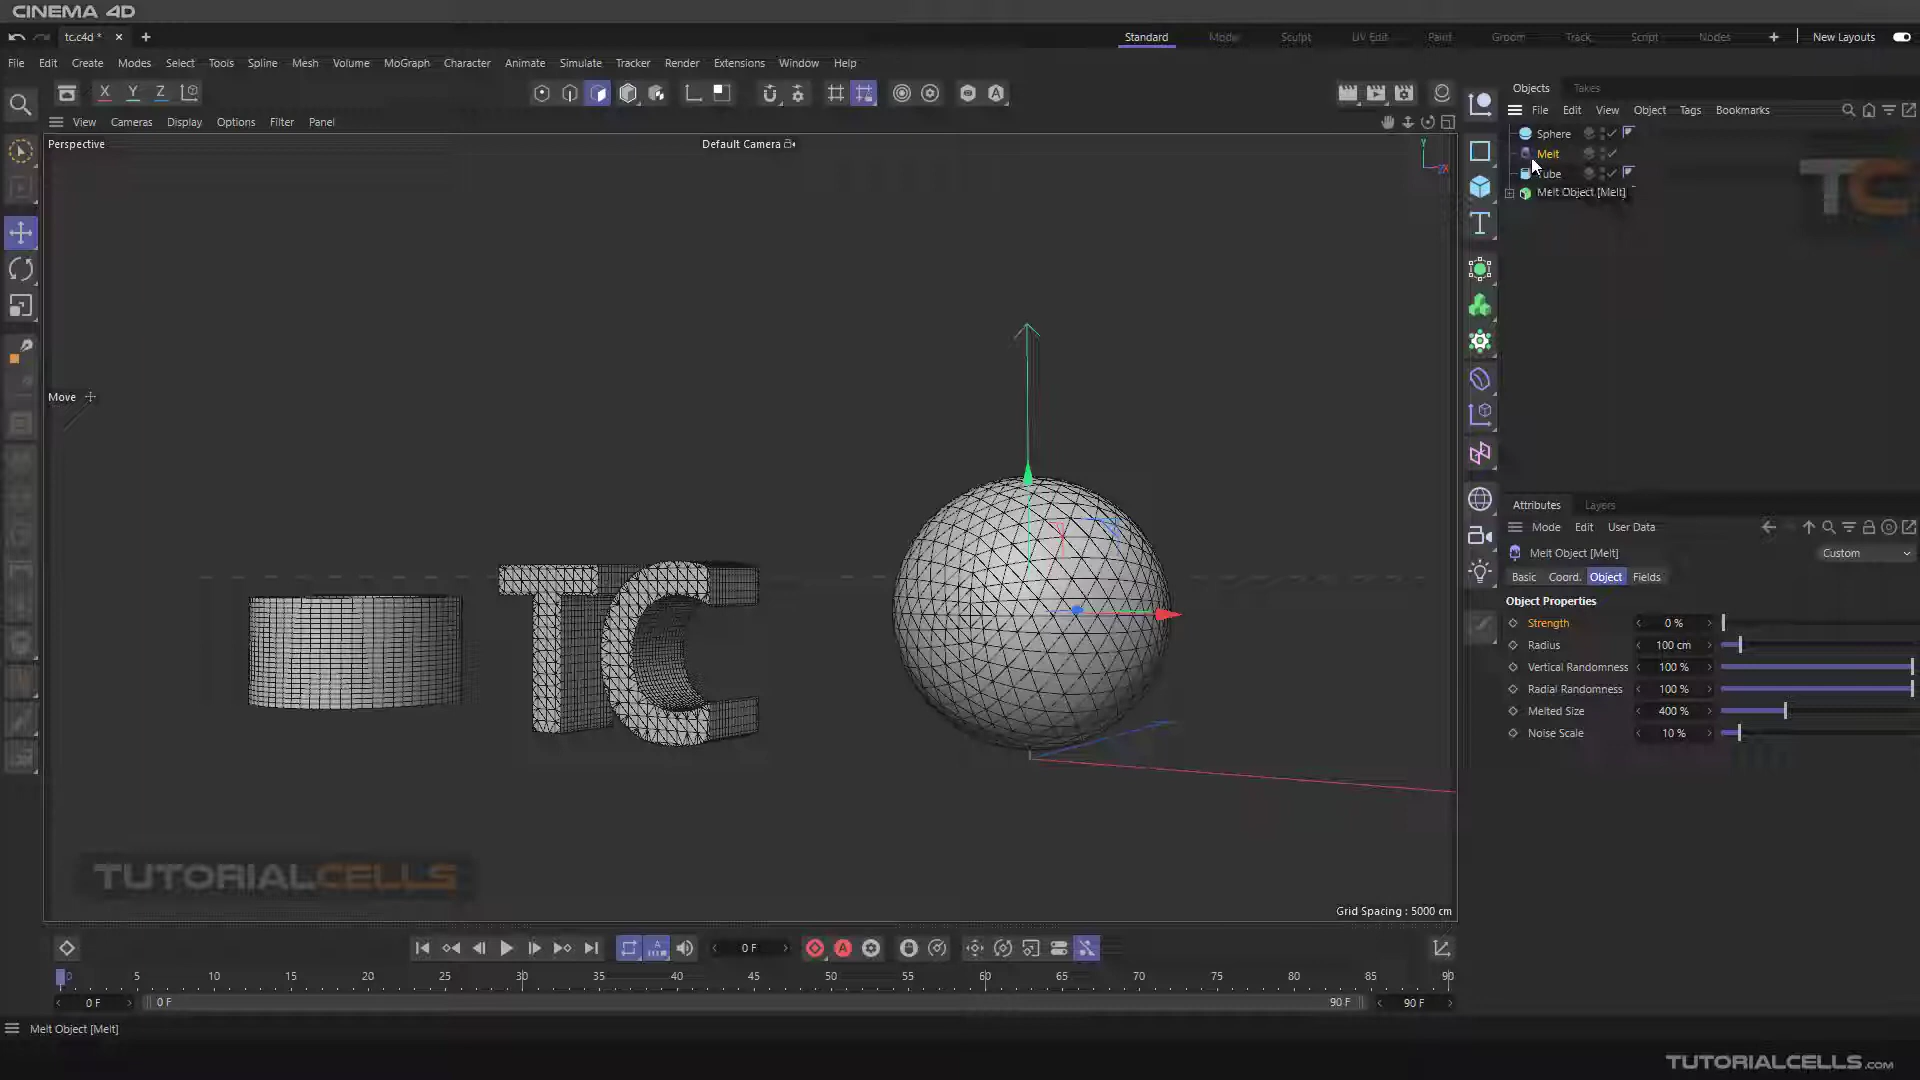 CINEMA 4D
tc.c4d *
Standard
Model
Sculpt
UV Edit
Paint
Groom
Track
Script
Nodes
New Layouts
File Edit Create Modes Select Tools Spline Mesh Volume MoGraph Character Animate Simulate Tracker Render Extensions Window Help
X Y Z
Objects Takes
File Edit View Object Tags Bookmarks
View Cameras Display Options Filter Panel
Perspective
Default Camera
Sphere
Melt
Melt Object [Melt]
TC
Move
Attributes Layers
Mode Edit User Data
Melt Object [Melt]
Custom
Basic Coord. Object Fields
Object Properties
Strength 0 %
Radius 100 cm
Vertical Randomness 100 %
Radial Randomness 100 %
Melted Size 400 %
Noise Scale 10 %
TC
TUTORIALCELLS
Grid Spacing : 5000 cm
0 F
0 5 10 15 20 25 30 35 40 45 50 55 60 65 70 75 80 85 90
0 F 0 F 90 F 90 F
Melt Object [Melt]
TUTORIALCELLS.COM